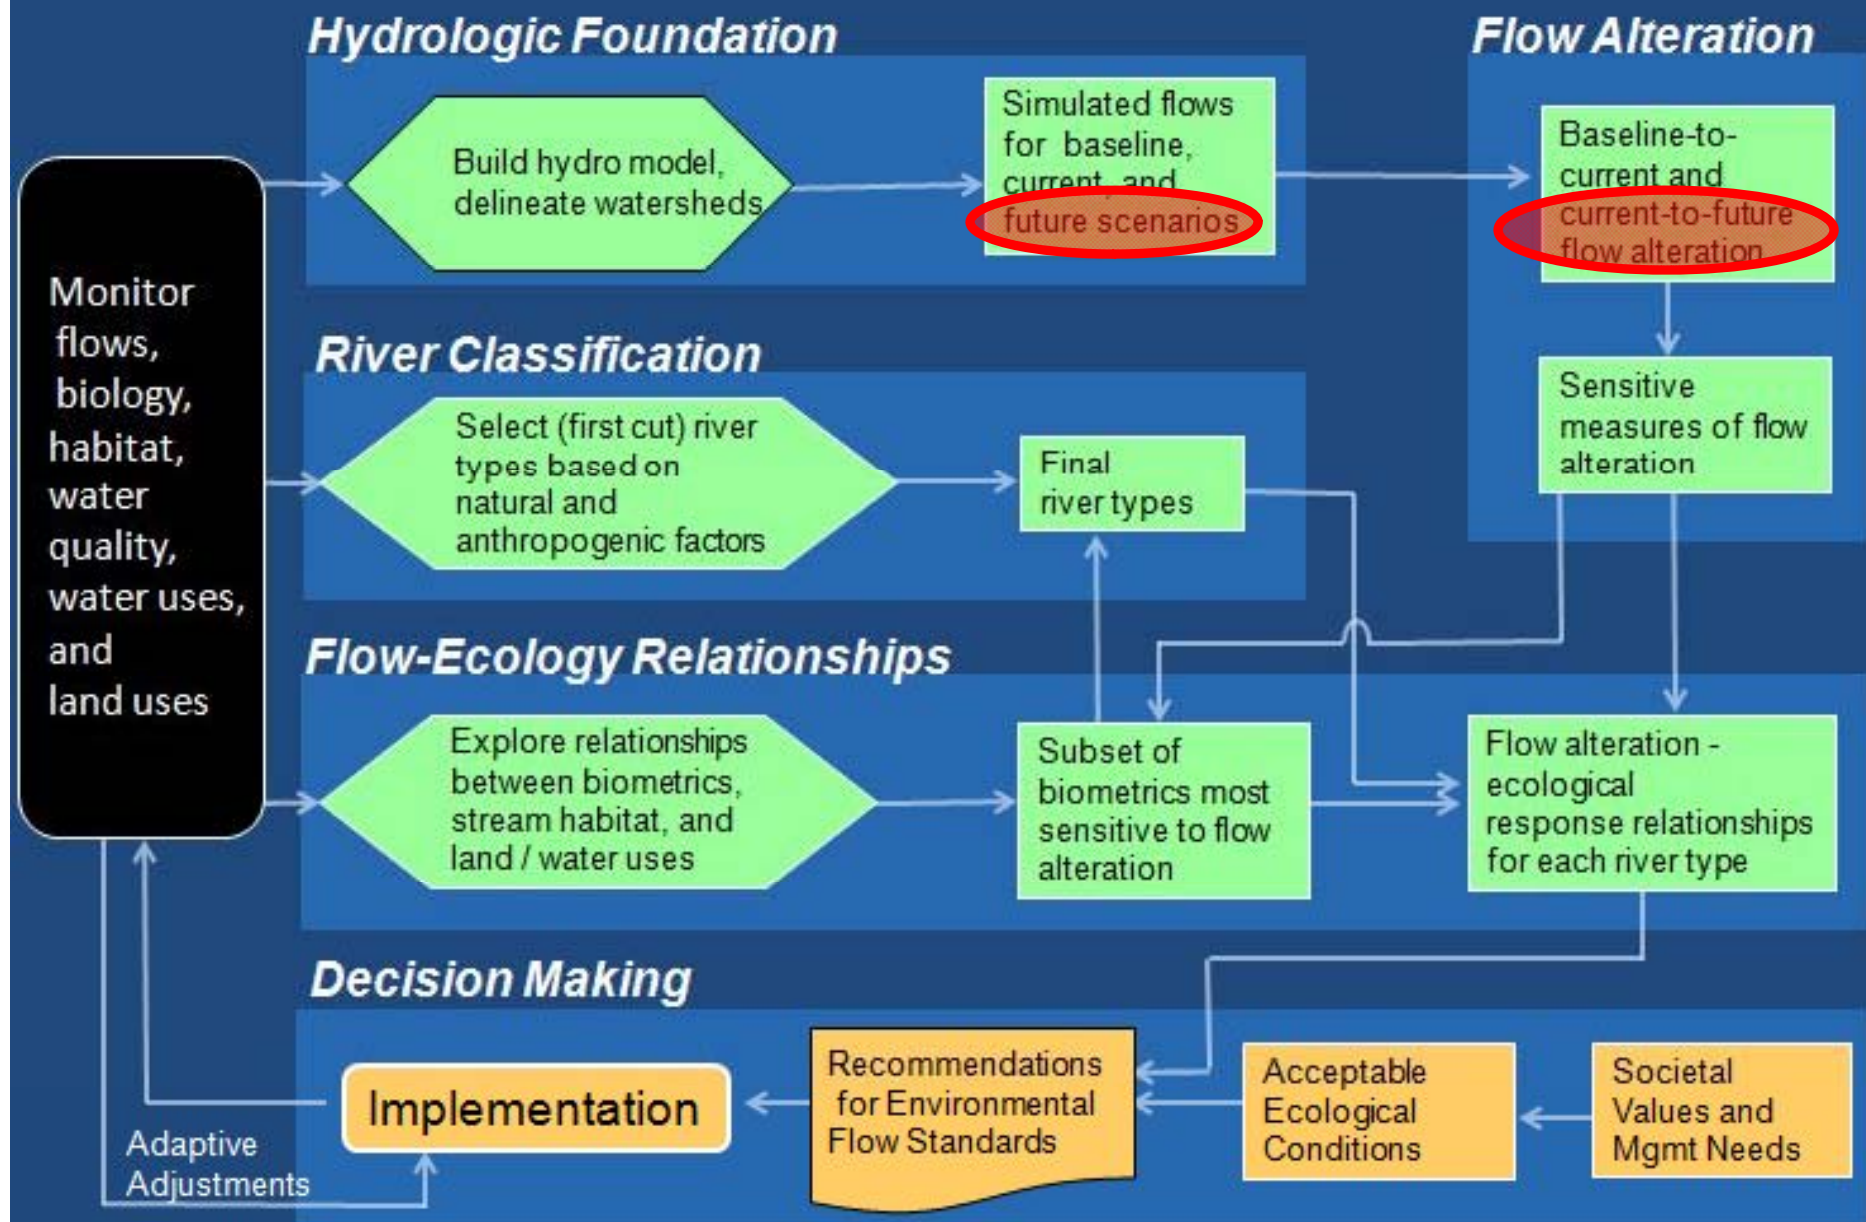 Hydrologic Foundation
Flow Alteration
Build hydro model,
delineate watersheds
Simulated flows
for baseline,
current, and
future scenarios
Baseline-to-
current and
current-to-future
flow alteration
Monitor
flows,
biology,
habitat,
water
quality,
water uses,
and
land uses
River Classification
Select (first cut) river
types based on
natural and
anthropogenic factors
Final
river types
Sensitive
measures of flow
alteration
Flow-Ecology Relationships
Explore relationships
between biometrics,
stream habitat, and
land / water uses
Subset of
biometrics most
sensitive to flow
alteration
Flow alteration -
ecological
response relationships
for each river type
Decision Making
Implementation
Recommendations
for Environmental
Flow Standards
Acceptable
Ecological
Conditions
Societal
Values and
Mgmt Needs
Adaptive
Adjustments